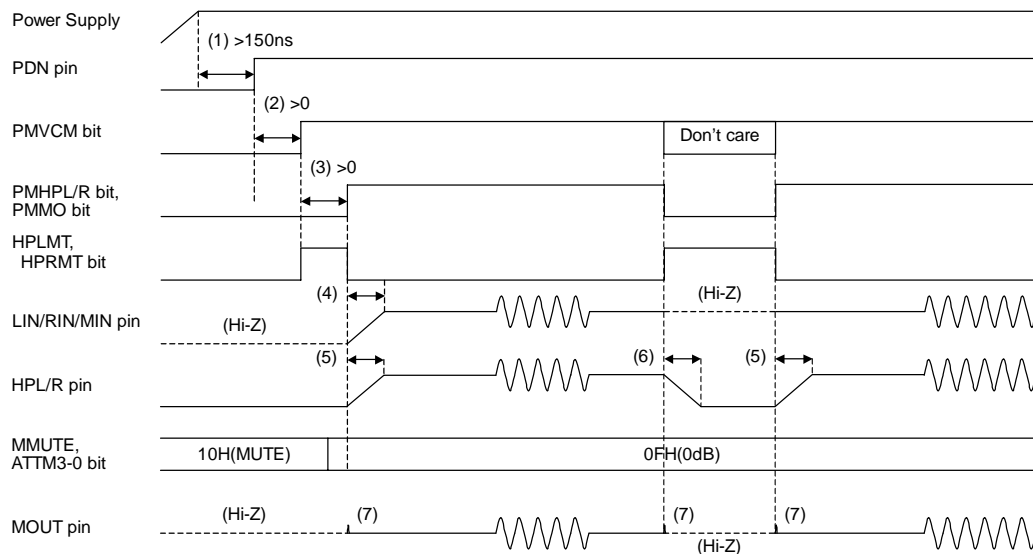 Power Supply
(1) >150ns
PDN pin
(2) >0
PMVCM bit
Don't care
(3) >0
PMHPL/R bit,
PMMO bit
HPLMT,
HPRMT bit
(4)
(Hi-Z)
(Hi-Z)
LIN/RIN/MIN pin
(5)
(6)
(5)
HPL/R pin
MMUTE,
ATTM3-0 bit
10H(MUTE)
0FH(0dB)
(Hi-Z)
(7)
(7)
(7)
MOUT pin
(Hi-Z)